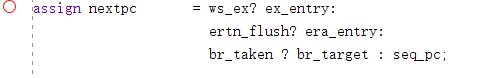 assign nextpc = ws_ex? ex_entry:
ertn_flush? era_entry:
br_taken ? br_target : seq_pc;